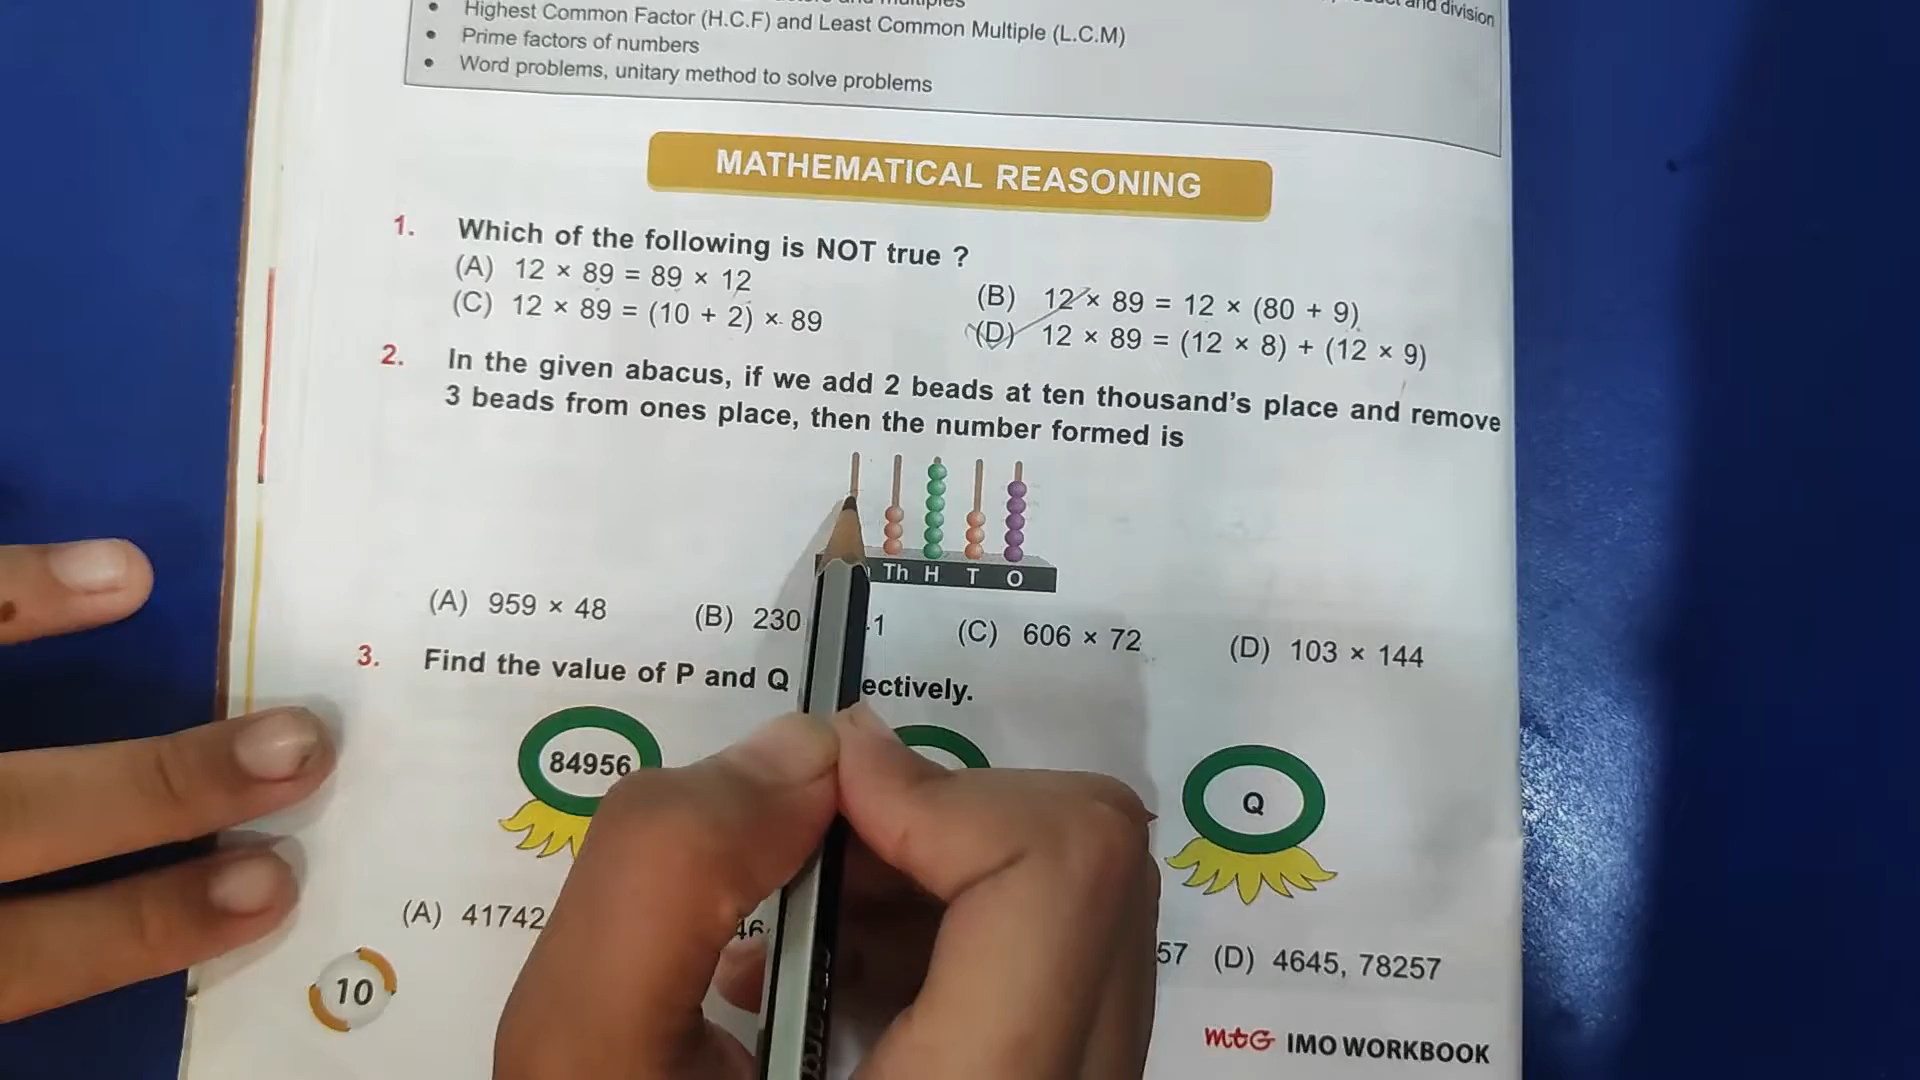 Highest Common Factor (H.C.F) and Least Common Multiple (L.C.M)
and division
• Prime factors of numbers
• Word problems, unitary method to solve problems
MATHEMATICAL REASONING
1. Which of the following is NOT true ?
(A) 12 × 89 = 89 × 12
(B) 12 × 89 = 12 × (80 + 9)
(C) 12 × 89 = (10 + 2) × 89
(D) 12 × 89 = (12 × 8) + (12 × 9)
2. In the given abacus, if we add 2 beads at ten thousand's place and remove
3 beads from ones place, then the number formed is
Th H T O
(A) 959 × 48 (B) 230 1 (C) 606 × 72 (D) 103 × 144
3. Find the value of P and Q ectively.
84956
Q
(A) 41742 46. 57 (D) 4645, 78257
10
mtG IMO WORKBOOK